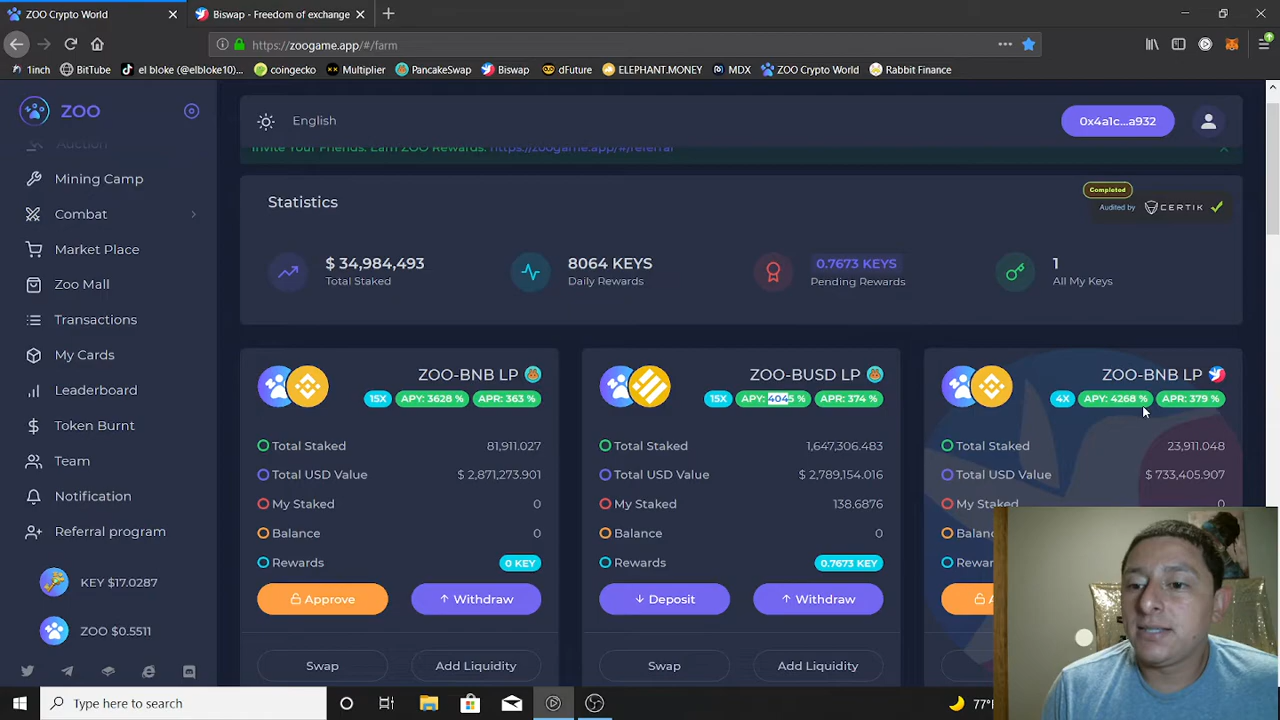 ZOO Crypto World
Biswap - Freedom of exchange
https://zoogame.app/#/farm
1inch
BitTube
el bloke (@elbloke10)...
coingecko
Multiplier
PancakeSwap
Biswap
dFuture
ELEPHANT.MONEY
MDX
ZOO Crypto World
Rabbit Finance
ZOO
Auction
Mining Camp
Combat
Market Place
Zoo Mall
Transactions
My Cards
Leaderboard
Token Burnt
Team
Notification
Referral program
KEY $17.0287
ZOO $0.5511
English
0x4a1c...a932
Invite Your Friends. Earn ZOO Rewards: https://zoogame.app/#/referral
Statistics
Completed
Audited by CERTIK
$ 34,984,493
Total Staked
8064 KEYS
Daily Rewards
0.7673 KEYS
Pending Rewards
1
All My Keys
ZOO-BNB LP
15X APY: 3628 % APR: 363 %
Total Staked 81,911.027
Total USD Value $ 2,871,273.901
My Staked 0
Balance 0
Rewards 0 KEY
Approve Withdraw
Swap Add Liquidity
ZOO-BUSD LP
15X APY: 4045 % APR: 374 %
Total Staked 1,647,306.483
Total USD Value $ 2,789,154.016
My Staked 138.6876
Balance 0
Rewards 0.7673 KEY
Deposit Withdraw
Swap Add Liquidity
ZOO-BNB LP
4X APY: 4268 % APR: 379 %
Total Staked 23,911.048
Total USD Value $ 733,405.907
My Staked 0
Type here to search
77°F